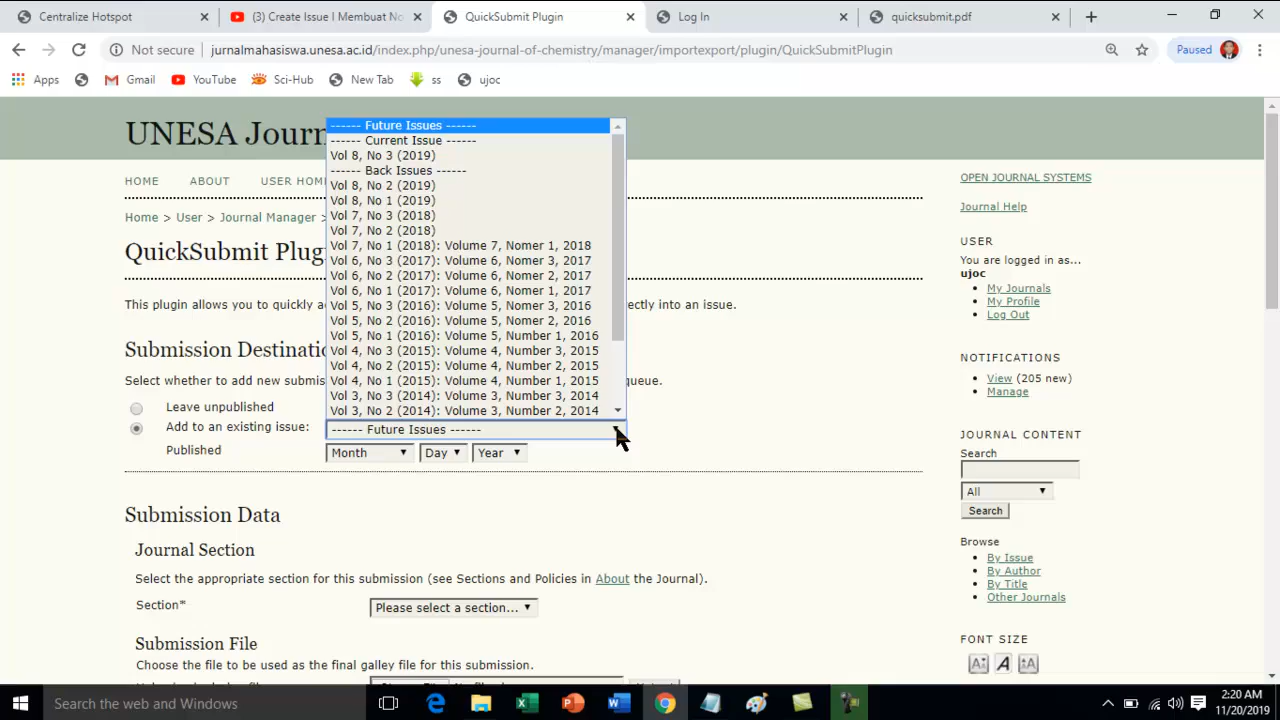 Centralize Hotspot
(3) Create Issue I Membuat No
QuickSubmit Plugin
Log In
quicksubmit.pdf
Not secure
jurnalmahasiswa.unesa.ac.id/index.php/unesa-journal-of-chemistry/manager/importexport/plugin/QuickSubmitPlugin
Paused
Apps
Gmail
YouTube
Sci-Hub
New Tab
ss
ujoc
UNESA Journ
HOME
ABOUT
USER HOM
Home > User > Journal Manager >
QuickSubmit Plug
This plugin allows you to quickly a
ectly into an issue.
Submission Destinati
Select whether to add new submis
ueue.
Leave unpublished
Add to an existing issue:
Published
------ Future Issues ------
------ Current Issue ------
Vol 8, No 3 (2019)
------ Back Issues ------
Vol 8, No 2 (2019)
Vol 8, No 1 (2019)
Vol 7, No 3 (2018)
Vol 7, No 2 (2018)
Vol 7, No 1 (2018): Volume 7, Nomer 1, 2018
Vol 6, No 3 (2017): Volume 6, Nomer 3, 2017
Vol 6, No 2 (2017): Volume 6, Nomer 2, 2017
Vol 6, No 1 (2017): Volume 6, Nomer 1, 2017
Vol 5, No 3 (2016): Volume 5, Nomer 3, 2016
Vol 5, No 2 (2016): Volume 5, Nomer 2, 2016
Vol 5, No 1 (2016): Volume 5, Number 1, 2016
Vol 4, No 3 (2015): Volume 4, Number 3, 2015
Vol 4, No 2 (2015): Volume 4, Number 2, 2015
Vol 4, No 1 (2015): Volume 4, Number 1, 2015
Vol 3, No 3 (2014): Volume 3, Number 3, 2014
Vol 3, No 2 (2014): Volume 3, Number 2, 2014
------ Future Issues ------
Month
Day
Year
Submission Data
Journal Section
Select the appropriate section for this submission (see Sections and Policies in About the Journal).
Section*
Please select a section...
Submission File
Choose the file to be used as the final galley file for this submission.
OPEN JOURNAL SYSTEMS
Journal Help
USER
You are logged in as...
ujoc
My Journals
My Profile
Log Out
NOTIFICATIONS
View (205 new)
Manage
JOURNAL CONTENT
Search
All
Search
Browse
By Issue
By Author
By Title
Other Journals
FONT SIZE
A A A
Search the web and Windows
2:20 AM
11/20/2019